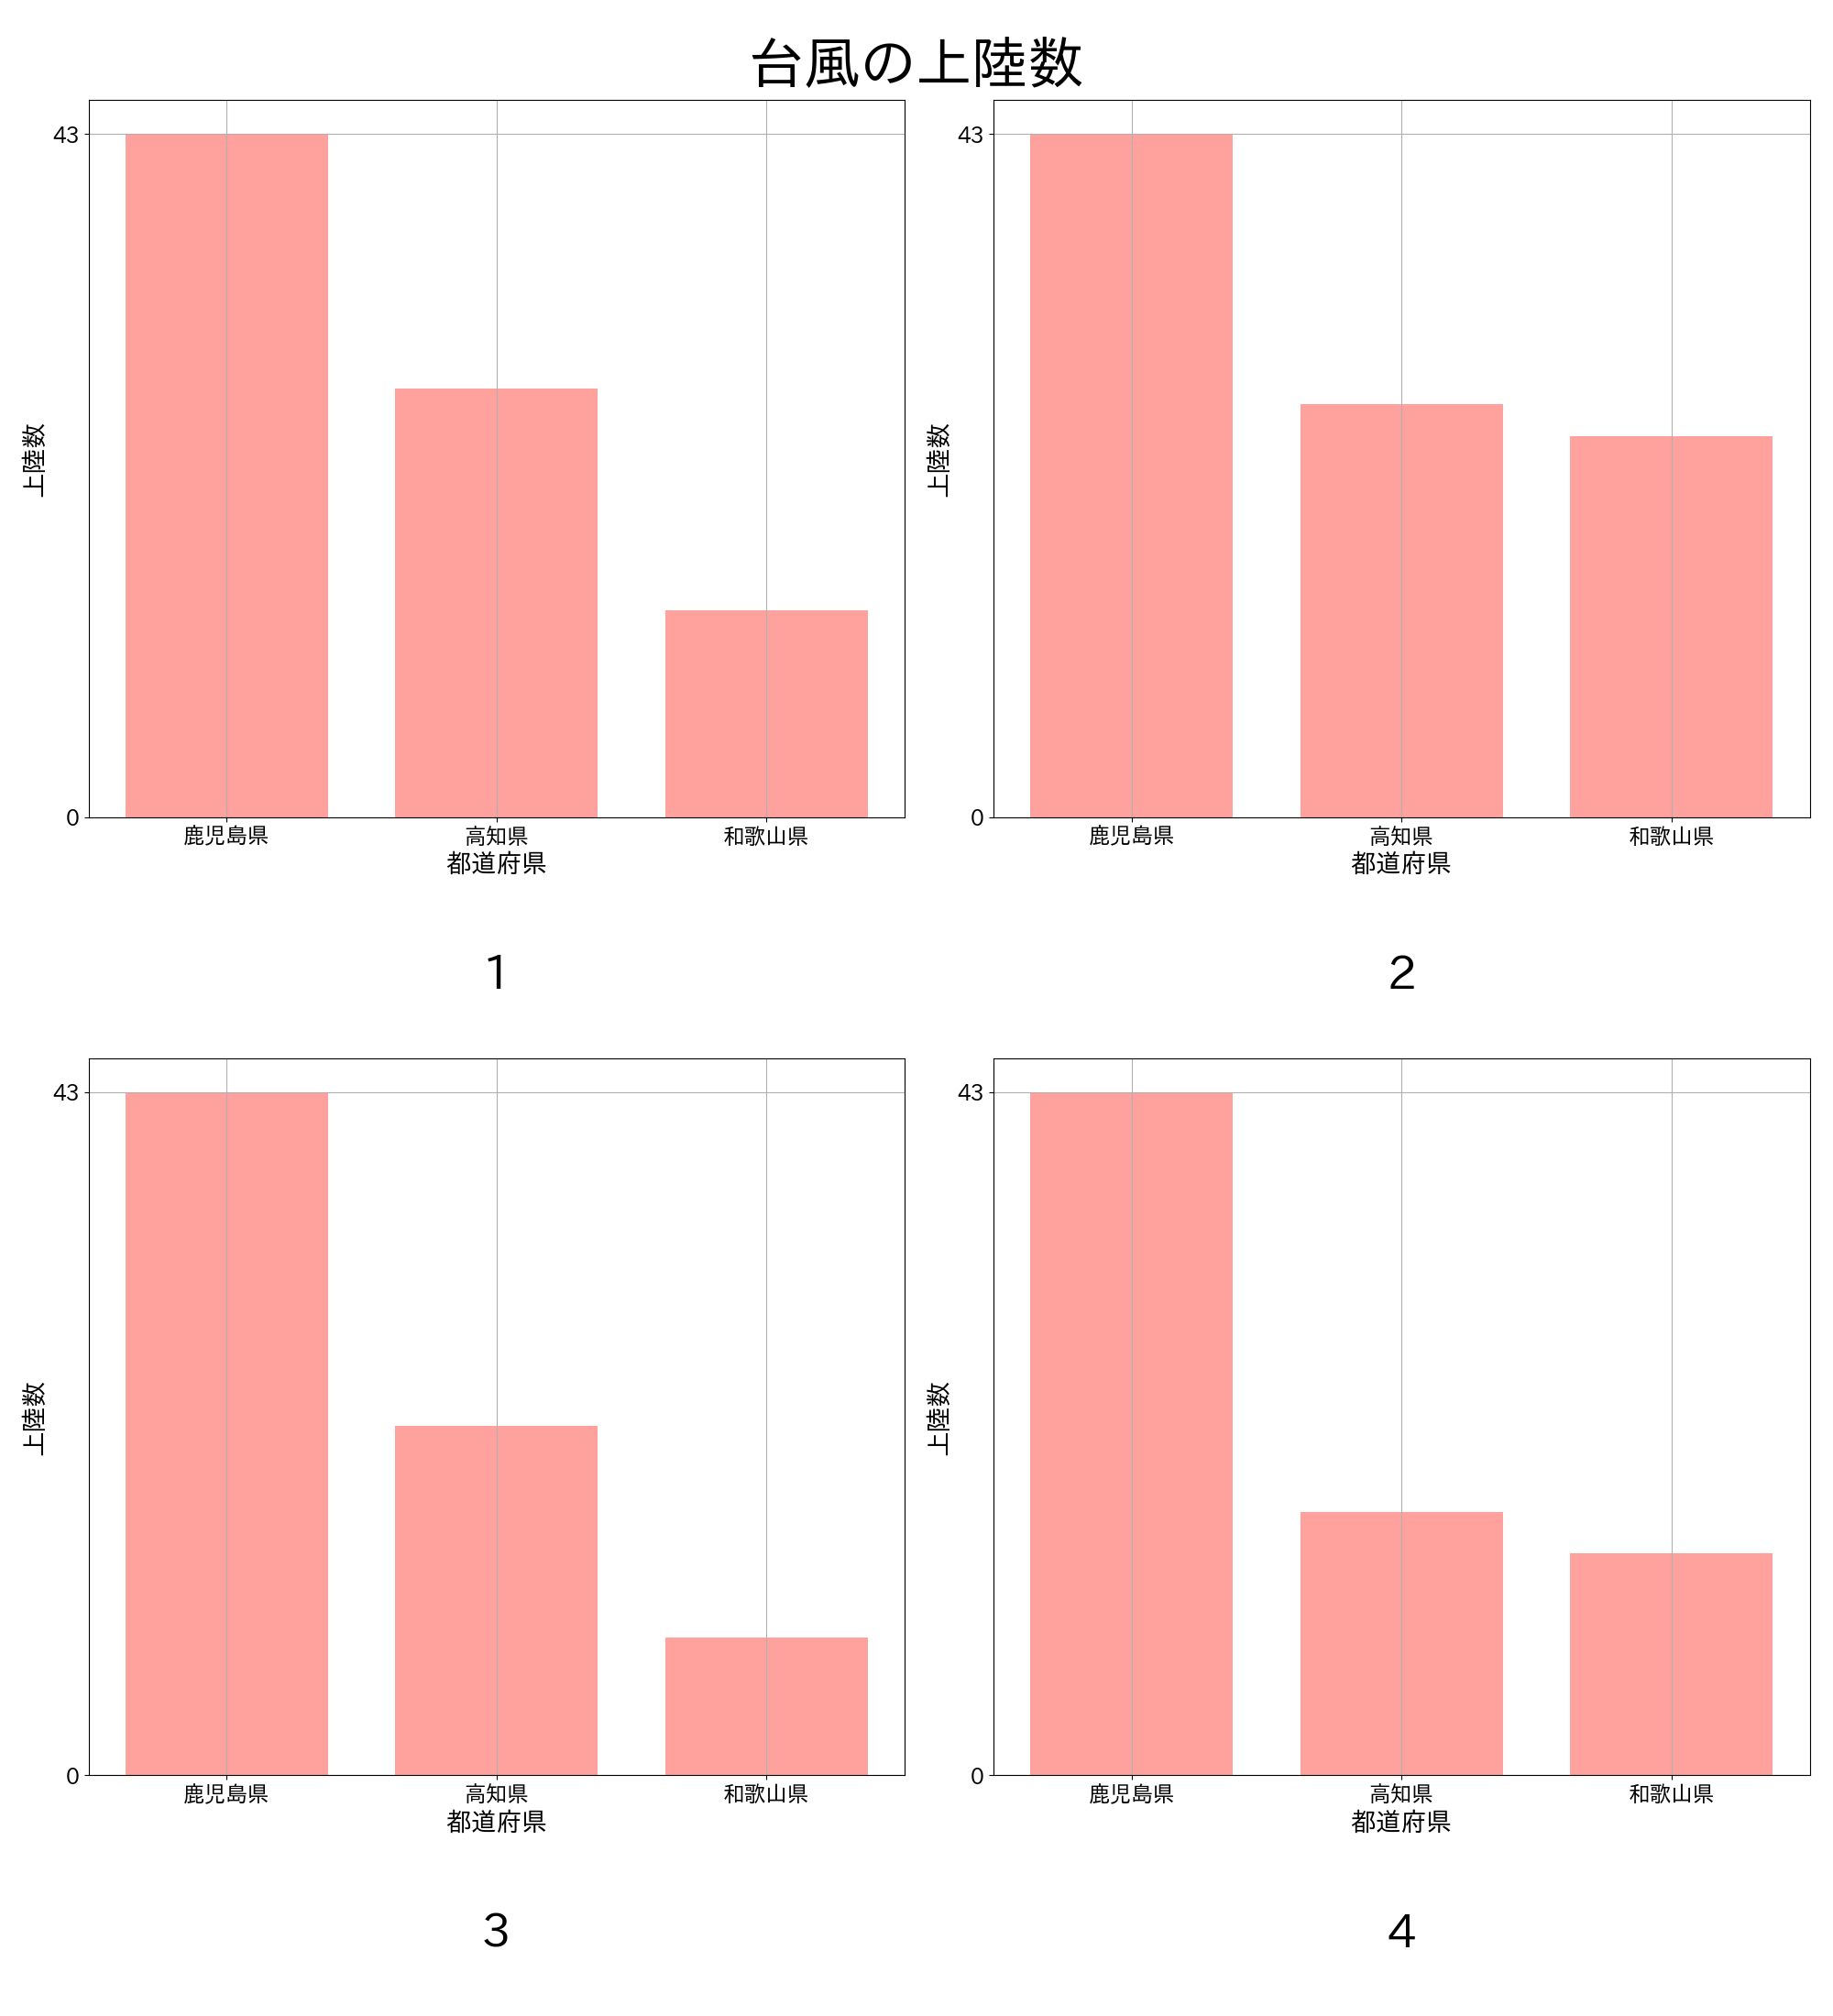 台風の上陸数
43
0
上陸数
鹿児島県
高知県
和歌山県
都道府県
1
43
0
上陸数
鹿児島県
高知県
和歌山県
都道府県
2
43
0
上陸数
鹿児島県
高知県
和歌山県
都道府県
3
43
0
上陸数
鹿児島県
高知県
和歌山県
都道府県
4